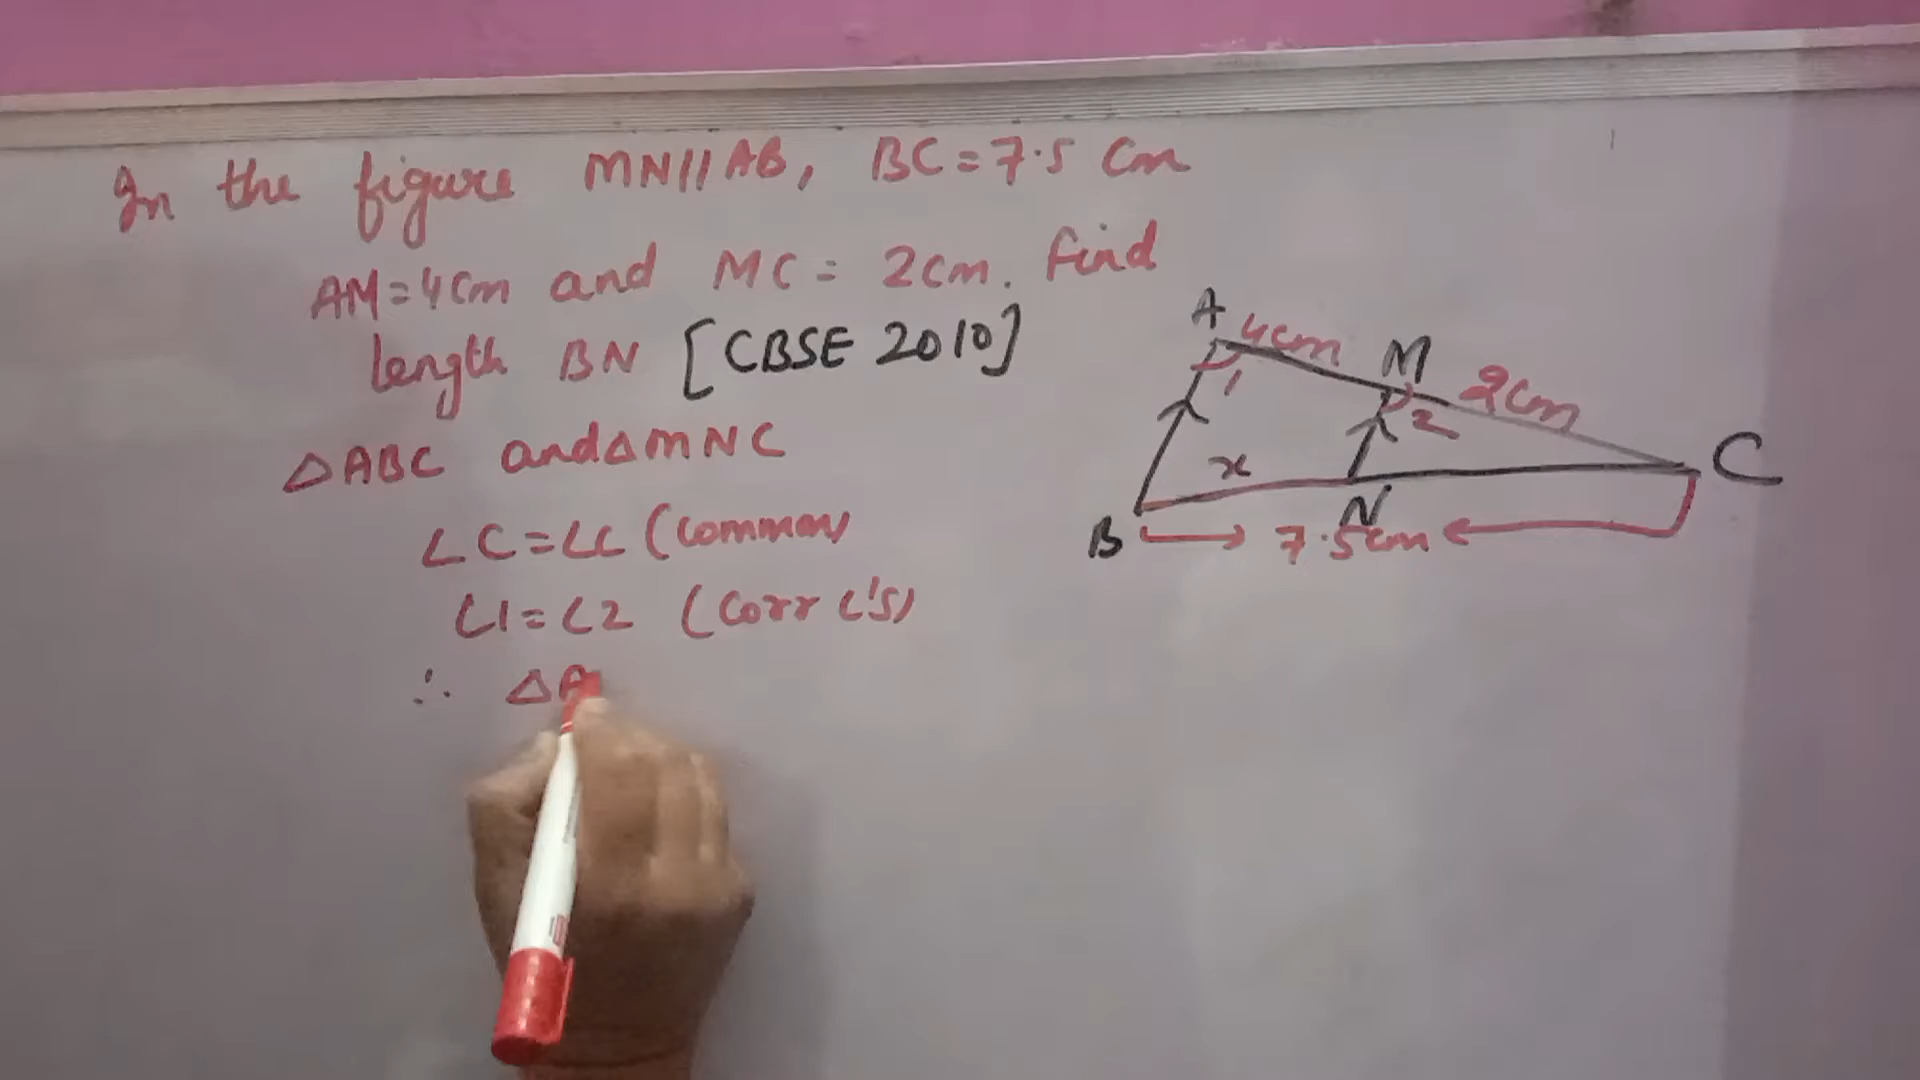 In the figure MN//AB, BC=7.5 Cm
AM=4cm and MC= 2cm. Find
length BN [CBSE 2010]
△ABC and△MNC
∠C=∠C (common)
∠1=∠2 (Corr ∠'s)
∴ △A
A 4cm M 2cm
1 2
x C
B N
7.5cm